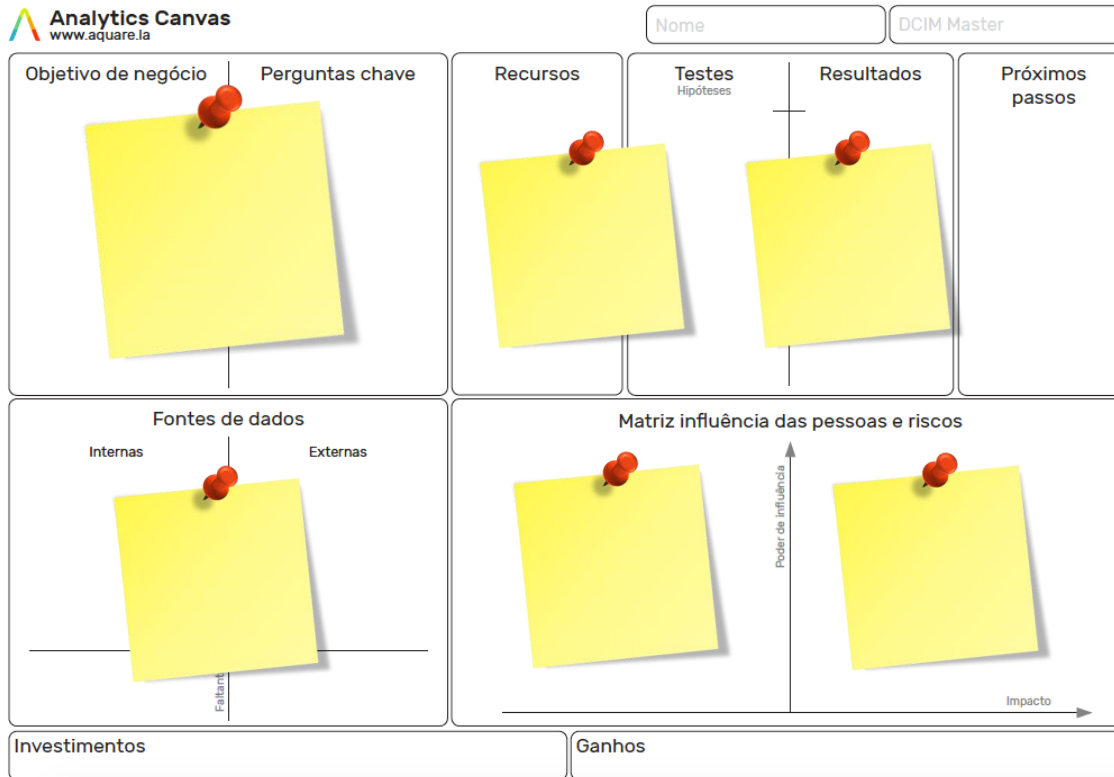 Analytics Canvas
www.aquare.la
Nome
DCIM Master
Objetivo de negócio
Perguntas chave
Recursos
Testes
Hipóteses
Resultados
Próximos
passos
Fontes de dados
Internas
Externas
Matriz influência das pessoas e riscos
Poder de influência
Impacto
Investimentos
Ganhos